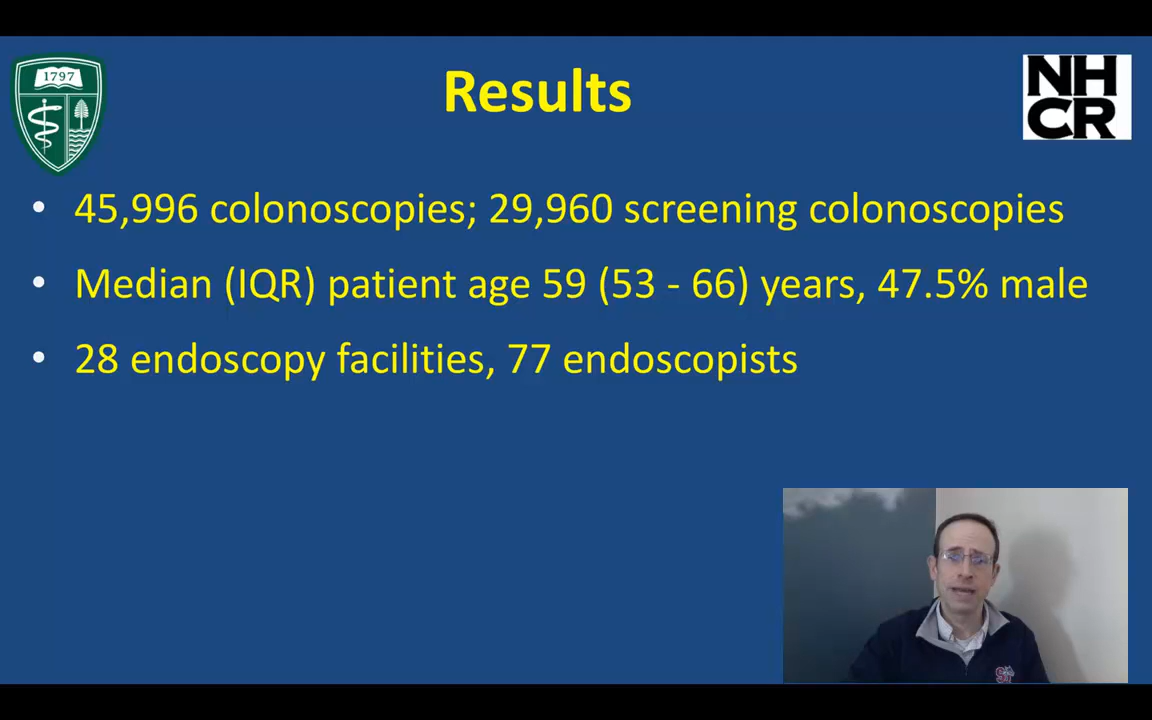 1797
Results
NH
CR
• 45,996 colonoscopies; 29,960 screening colonoscopies
• Median (IQR) patient age 59 (53 - 66) years, 47.5% male
• 28 endoscopy facilities, 77 endoscopists